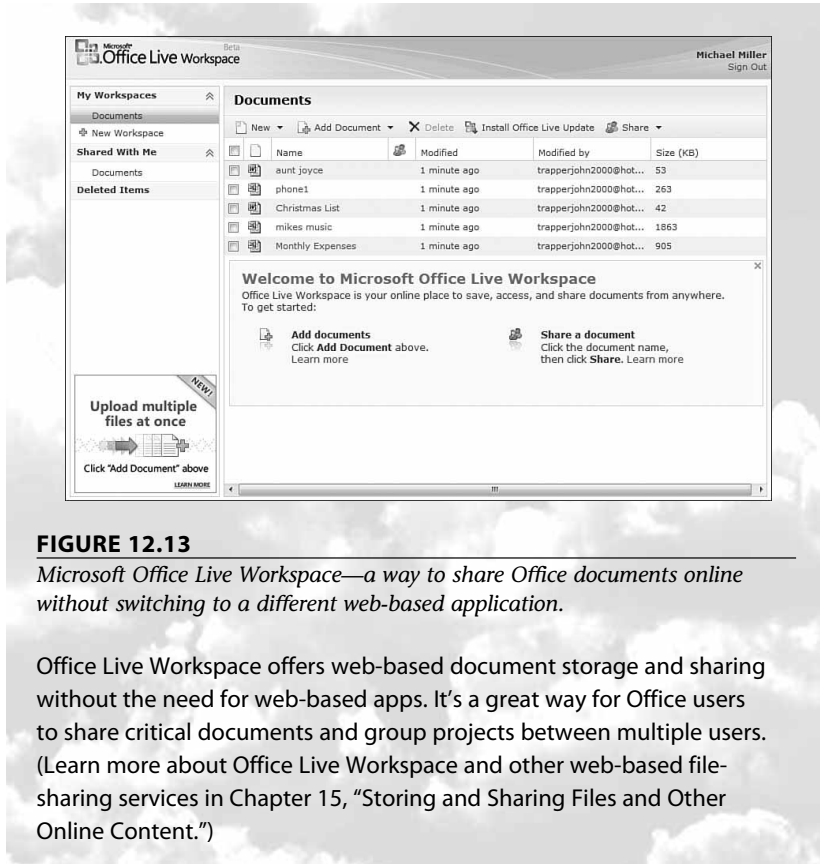 Microsoft®
Office Live Workspace Beta
Michael Miller
Sign Out
My Workspaces
Documents
New Workspace
Shared With Me
Documents
Deleted Items
Upload multiple
files at once
NEW!
Click "Add Document" above
LEARN MORE
Documents
New Add Document Delete Install Office Live Update Share
Name Modified Modified by Size (KB)
aunt joyce 1 minute ago trapperjohn2000@hot... 53
phone1 1 minute ago trapperjohn2000@hot... 263
Christmas List 1 minute ago trapperjohn2000@hot... 42
mikes music 1 minute ago trapperjohn2000@hot... 1863
Monthly Expenses 1 minute ago trapperjohn2000@hot... 905
Welcome to Microsoft Office Live Workspace
Office Live Workspace is your online place to save, access, and share documents from anywhere.
To get started:
Add documents
Click Add Document above.
Learn more
Share a document
Click the document name,
then click Share. Learn more
FIGURE 12.13
Microsoft Office Live Workspace—a way to share Office documents online
without switching to a different web-based application.
Office Live Workspace offers web-based document storage and sharing
without the need for web-based apps. It's a great way for Office users
to share critical documents and group projects between multiple users.
(Learn more about Office Live Workspace and other web-based file-
sharing services in Chapter 15, "Storing and Sharing Files and Other
Online Content.")